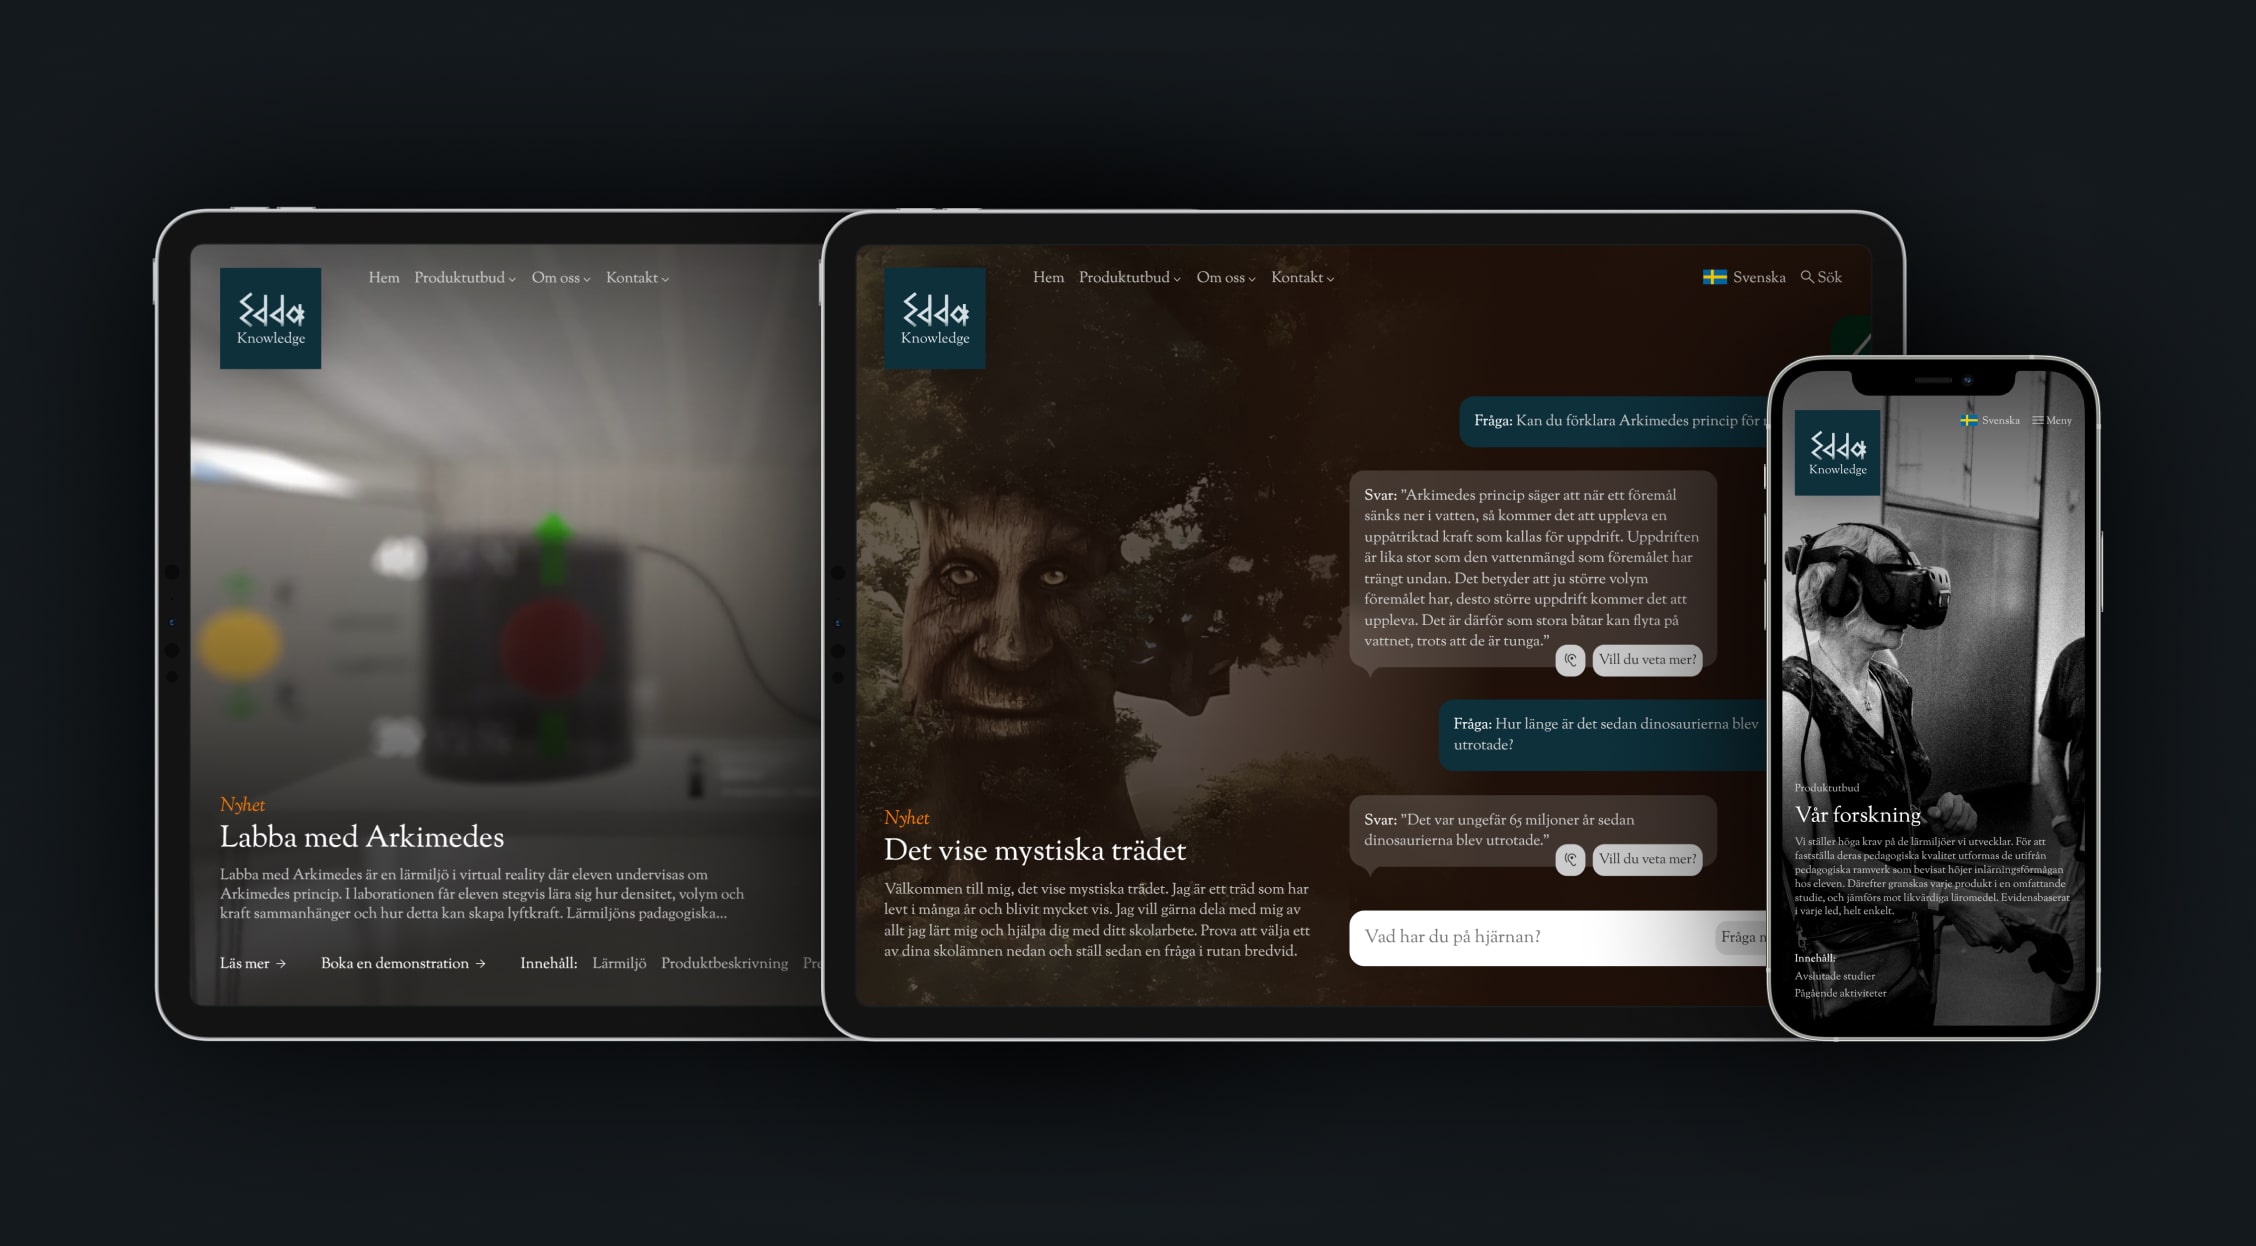 Edda
Knowledge
Hem Produktutbud Om oss Kontakt
Nyhet
Labba med Arkimedes
Labba med Arkimedes är en lärmiljö i virtual reality där eleven undervisas om
Arkimedes princip. I laborationen får eleven stegvis lära sig hur densitet, volym och
kraft sammanhänger och hur detta kan skapa lyftkraft. Lärmiljöns padagogiska...
Läs mer → Boka en demonstration → Innehåll: Lärmiljö Produktbeskrivning Pre
Edda
Knowledge
Hem Produktutbud Om oss Kontakt
Svenska Sök
Nyhet
Det vise mystiska trädet
Välkommen till mig, det vise mystiska trädet. Jag är ett träd som har
levt i många år och blivit mycket vis. Jag vill gärna dela med mig av
allt jag lärt mig och hjälpa dig med ditt skolarbete. Prova att välja ett
av dina skolämnen nedan och ställ sedan en fråga i rutan bredvid.
Fråga: Kan du förklara Arkimedes princip för
Svar: ”Arkimedes princip säger att när ett föremål
sänks ner i vatten, så kommer det att uppleva en
uppåtriktad kraft som kallas för uppdrift. Uppdriften
är lika stor som den vattenmängd som föremålet har
trängt undan. Det betyder att ju större volym
föremålet har, desto större uppdrift kommer det att
uppleva. Det är därför som stora båtar kan flyta på
vattnet, trots att de är tunga.”
Vill du veta mer?
Fråga: Hur länge är det sedan dinosaurierna blev
utrotade?
Svar: ”Det var ungefär 65 miljoner år sedan
dinosaurierna blev utrotade.”
Vill du veta mer?
Vad har du på hjärnan?
Fråga
Edda
Knowledge
Svenska Meny
Produktutbud
Vår forskning
Vi ställer höga krav på de lärmiljöer vi utvecklar. För att
fastställa deras pedagogiska kvalitet utformas de utifrån
pedagogiska ramverk som bevisat höjer inlärningsförmågan
hos eleven. Därefter granskas varje produkt i en omfattande
studie, och jämförs mot likvärdiga läromedel. Evidensbaserat
i varje led, helt enkelt.
Innehåll:
Avslutade studier
Pågående aktiviteter